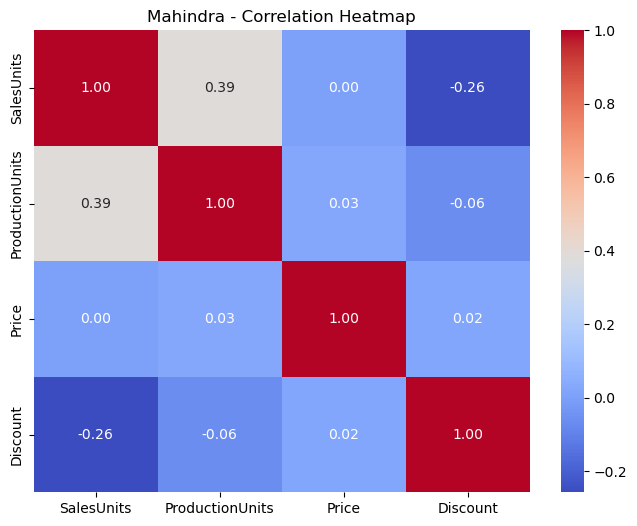 Mahindra - Correlation Heatmap
SalesUnits 1.00 0.39 0.00 -0.26
ProductionUnits 0.39 1.00 0.03 -0.06
Price 0.00 0.03 1.00 0.02
Discount -0.26 -0.06 0.02 1.00
SalesUnits ProductionUnits Price Discount
1.0
0.8
0.6
0.4
0.2
0.0
−0.2